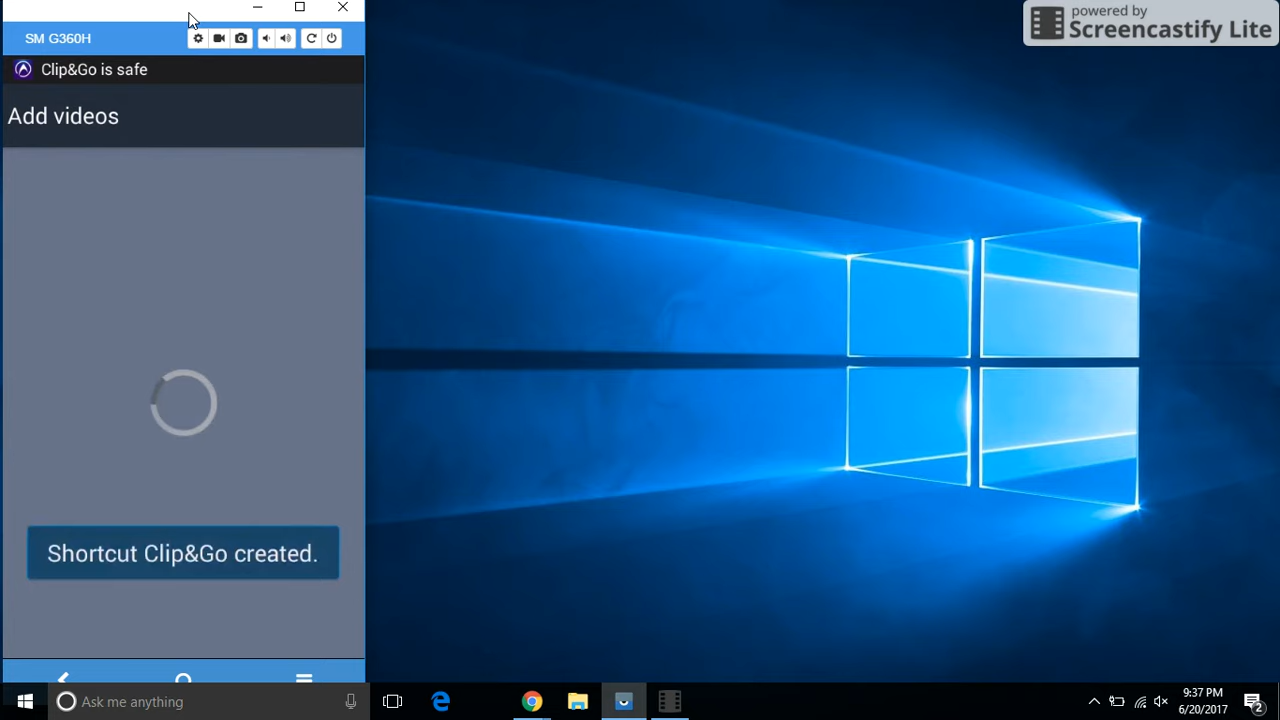 powered by
Screencastify Lite
SM G360H
Clip&Go is safe
Add videos
Shortcut Clip&Go created.
Ask me anything
9:37 PM
6/20/2017
2